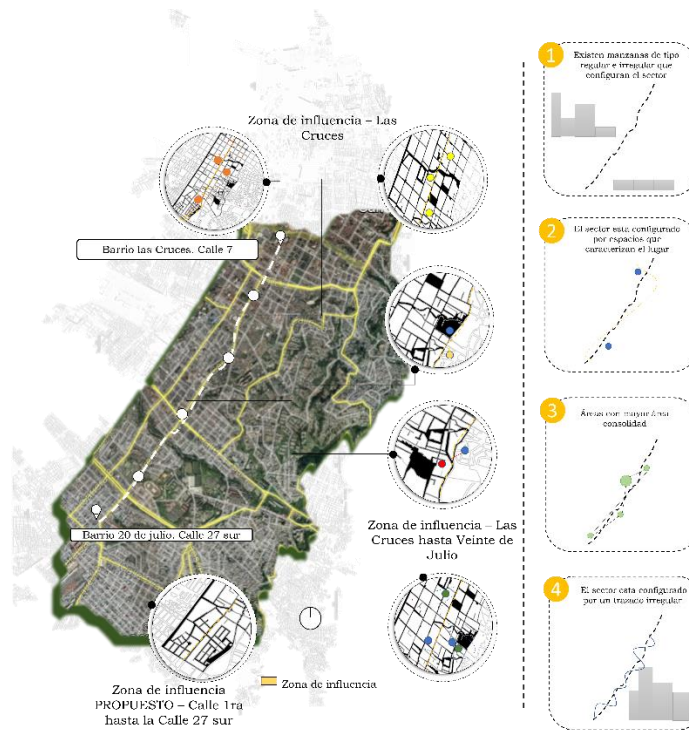 Zona de influencia – Las
Cruces
Barrio las Cruces. Calle 7
Barrio 20 de julio. Calle 27 sur
Zona de influencia – Las
Cruces hasta Veinte de
Julio
Zona de influencia
PROPUESTO – Calle 1ra
hasta la Calle 27 sur
Zona de influencia
1
Existen manzanas de tipo
regular e irregular que
configuran el sector
2
El sector esta configurado
por espacios que
caracterizan el lugar
3
Áreas con mayor área
consolidad
4
El sector esta configurado
por un trazado irregular